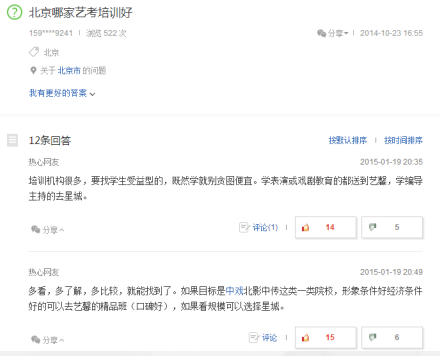 北京哪家艺考培训好
159****9241 | 浏览 522 次
分享 | 2014-10-23 16:55
北京
关于 北京市 的问题
我有更好的答案
12条回答
按默认排序 | 按时间排序
热心网友
2015-01-19 20:35
培训机构很多，要找学生受益型的，既然学就别贪图便宜。学表演或戏剧教育的都送到艺馨，学编导
主持的去星城。
分享
评论(1) | 14 5
热心网友
2015-01-19 20:49
多看，多了解，多比较，就能找到了。如果目标是中戏北影中传这类一类院校，形象条件好经济条件
好的可以去艺馨的精品班（口碑好），如果看规模可以选择星城。
分享
评论 | 15 6